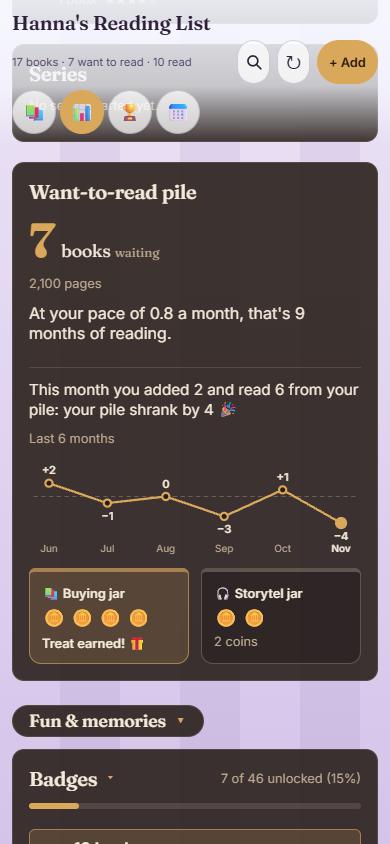 Hanna's Reading List
17 books · 7 want to read · 10 read
+ Add
Series
Want-to-read pile
7 books waiting
2,100 pages
At your pace of 0.8 a month, that's 9
months of reading.
This month you added 2 and read 6 from your
pile: your pile shrank by 4
Last 6 months
+2
−1
0
−3
+1
−4
Jun
Jul
Aug
Sep
Oct
Nov
Buying jar
Treat earned!
Storytel jar
2 coins
Fun & memories
Badges
7 of 46 unlocked (15%)